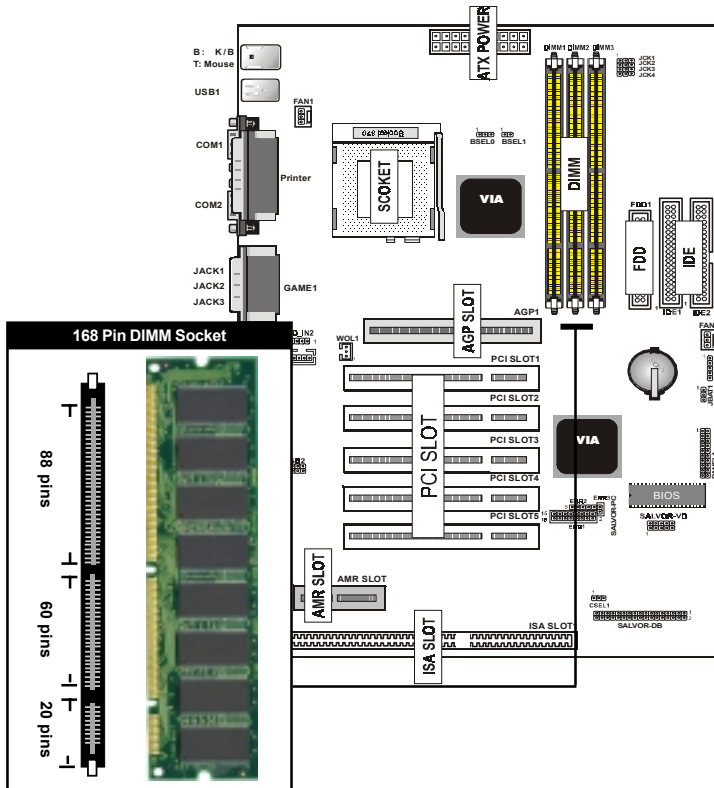 B: K/B
T: Mouse
USB1
FAN1
COM1
Printer
COM2
JACK1
JACK2
JACK3
GAME1
ATX POWER
DIMM1 DIMM2 DIMM3
1
JCK1
JCK2
JCK3
JCK4
Socket 370
SCOKET
BSEL0
BSEL1
VIA
DIMM
FDD1
FDD
IDE
IDE1
IDE2
FAN
168 Pin DIMM Socket
88 pins
60 pins
20 pins
WOL1
AGP1
AGP SLOT
PCI SLOT1
PCI SLOT2
PCI SLOT3
PCI SLOT4
PCI SLOT5
PCI SLOT
VIA
JBAT1
BIOS
SALVOR-VD
SALVOR-PC
AMR SLOT
AMR SLOT
CSEL1
SALVOR-DB
ISA SLOT
ISA SLOT